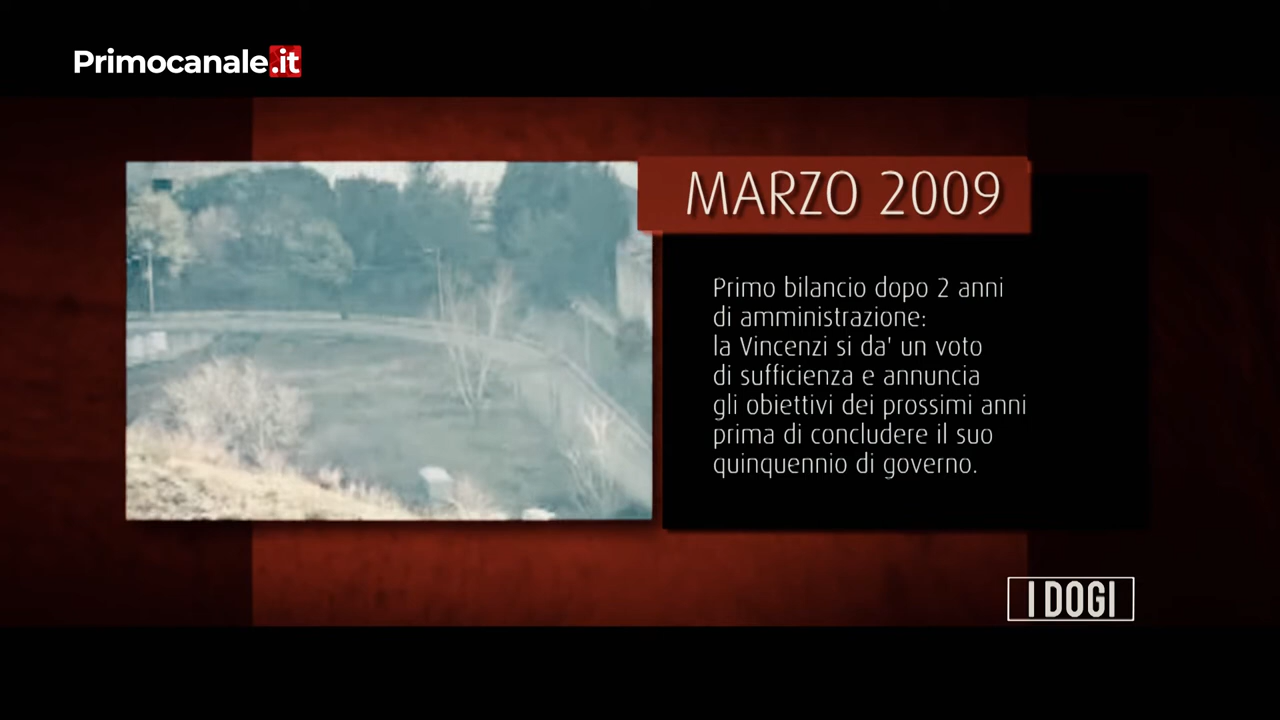 Primocanale.it
MARZO 2009
Primo bilancio dopo 2 anni
di amministrazione:
la Vincenzi si da' un voto
di sufficienza e annuncia
gli obiettivi dei prossimi anni
prima di concludere il suo
quinquennio di governo.
I DOGI